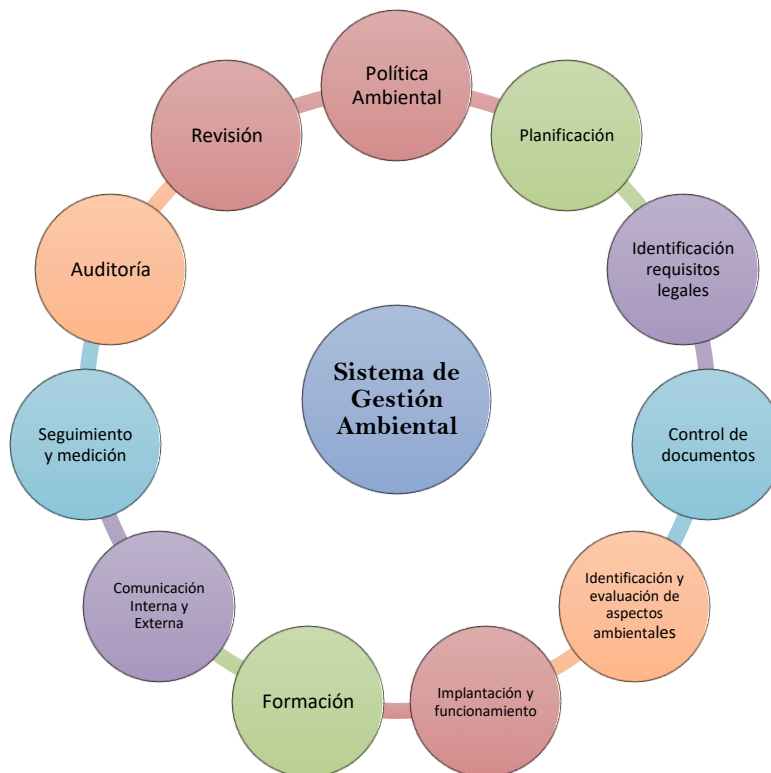 Política
Ambiental
Planificación
Identificación
requisitos
legales
Control de
documentos
Identificación y
evaluación de
aspectos
ambientales
Implantación y
funcionamiento
Formación
Comunicación
Interna y
Externa
Seguimiento
y medición
Auditoría
Revisión
Sistema de
Gestión
Ambiental